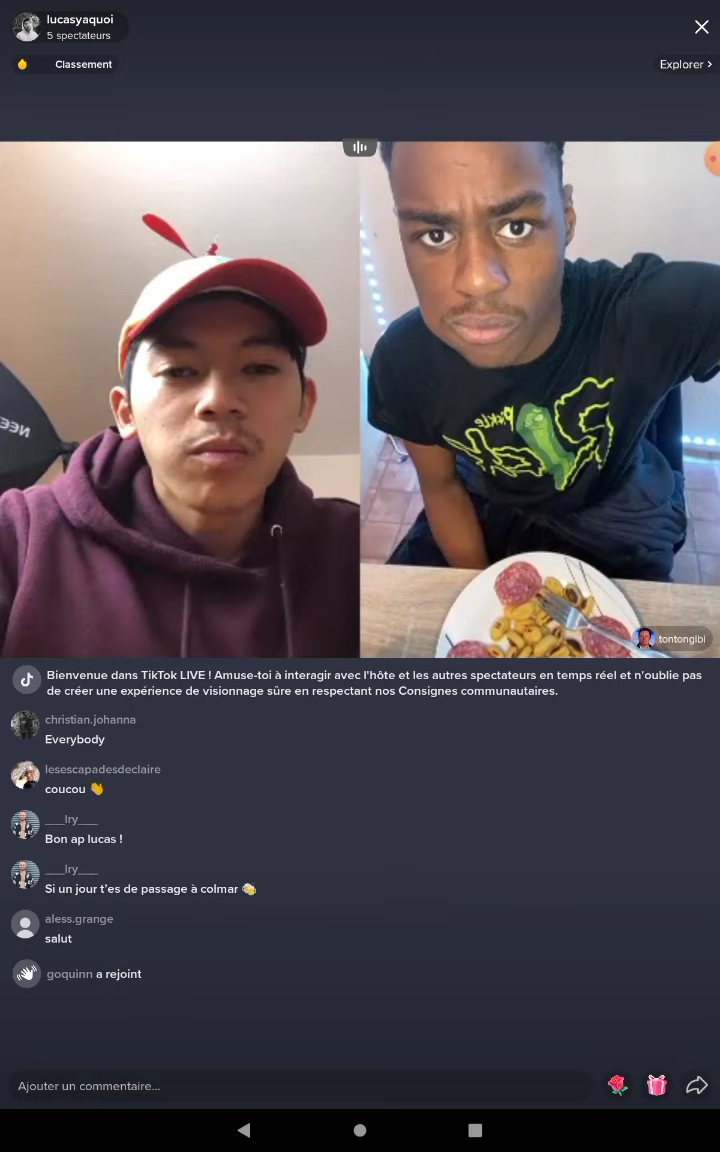 lucasyaquoi
5 spectateurs
Classement
Explorer >
NEE
Pickle
tontongibi
Bienvenue dans TikTok LIVE ! Amuse-toi à interagir avec l'hôte et les autres spectateurs en temps réel et n'oublie pas
de créer une expérience de visionnage sûre en respectant nos Consignes communautaires.
christian.johanna
Everybody
lesescapadesdeclaire
coucou 👋
___lry___
Bon ap lucas !
___lry___
Si un jour t'es de passage à colmar 🍻
aless.grange
salut
goquinn a rejoint
Ajouter un commentaire...